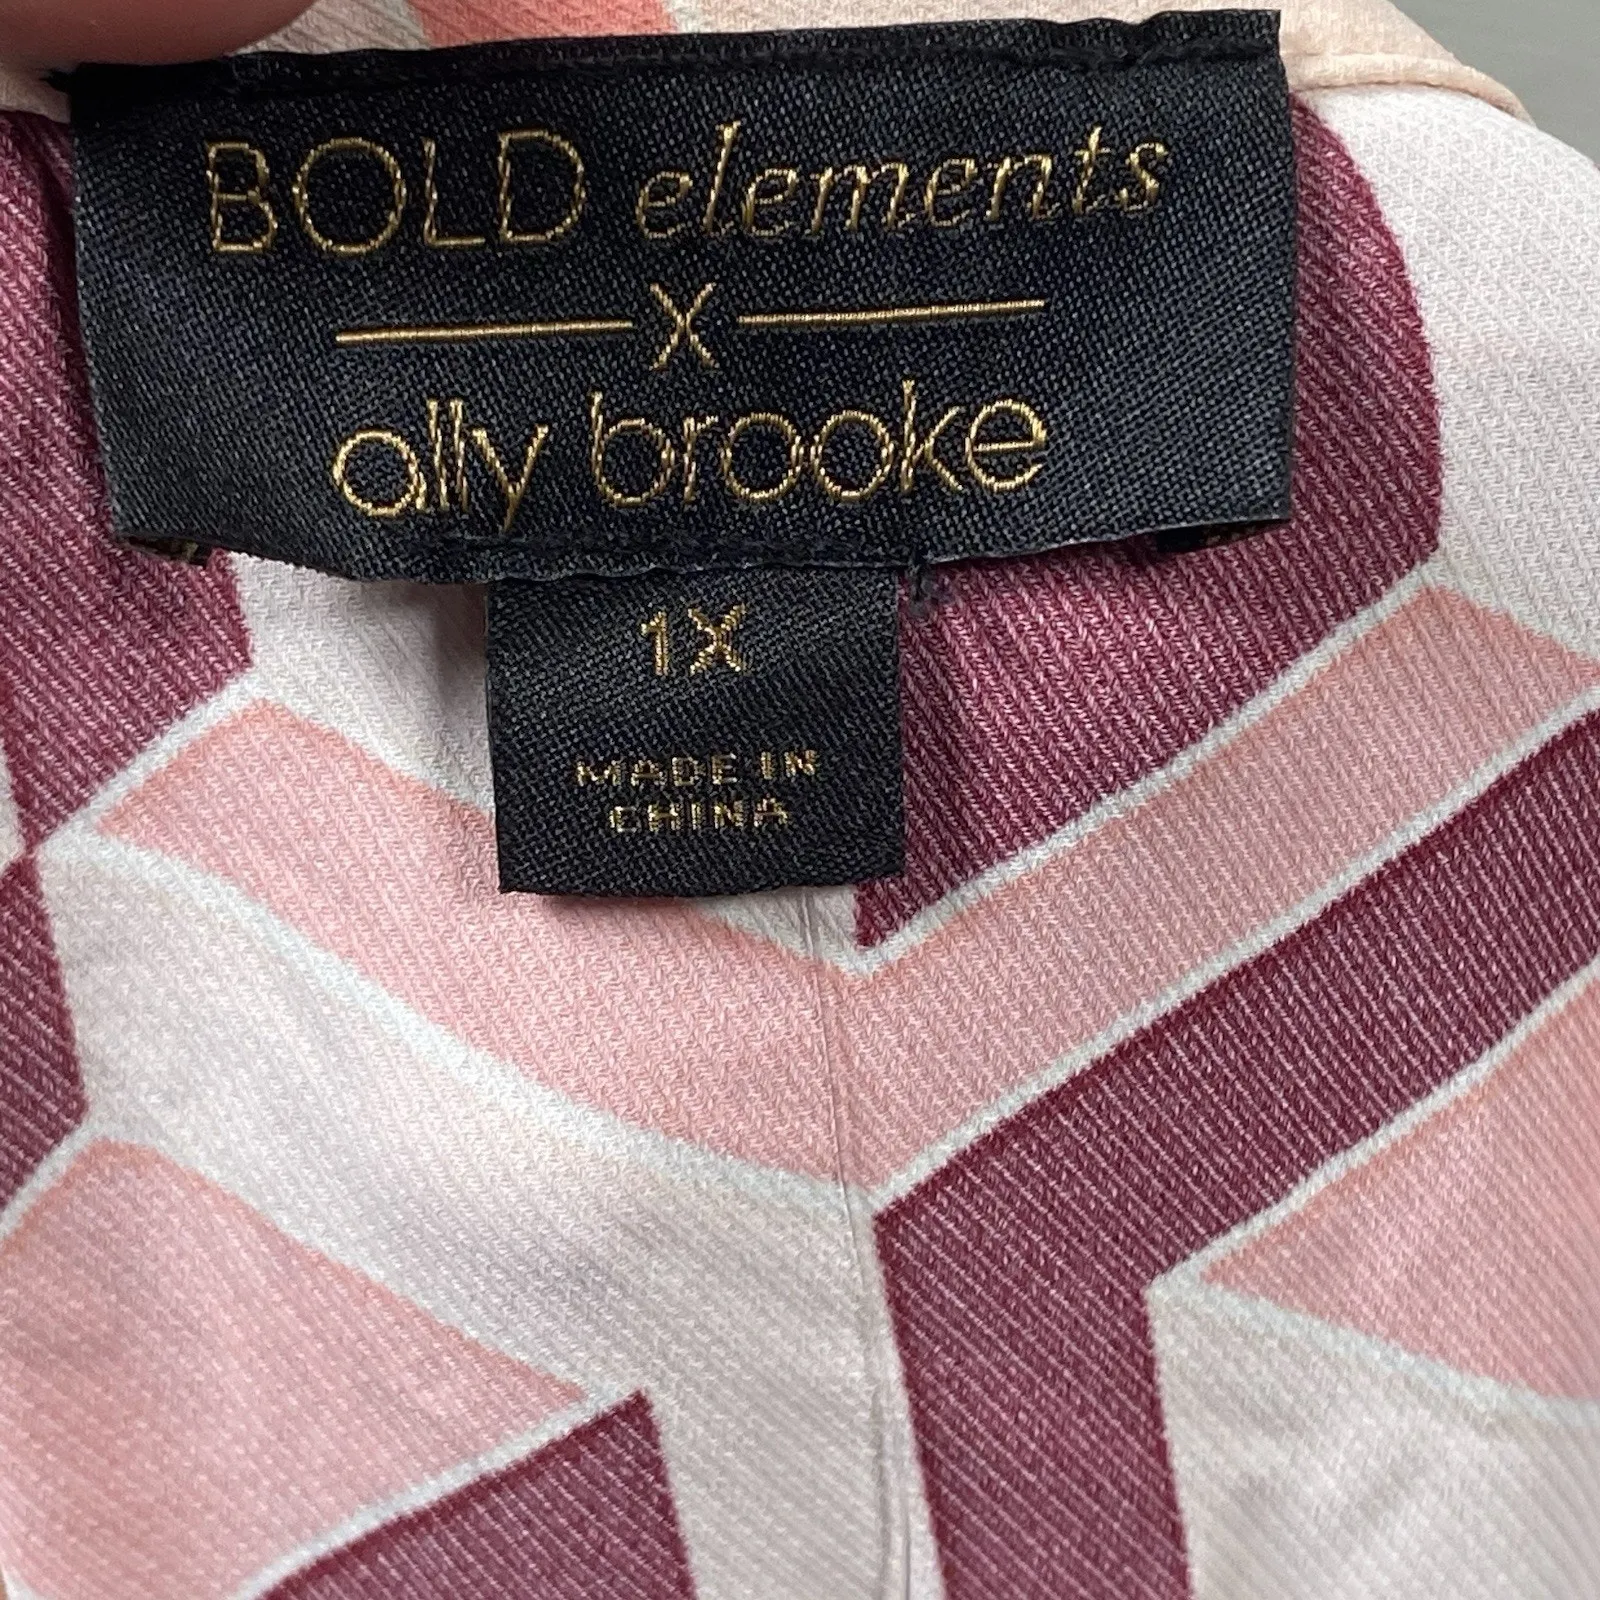 BOLD elements
X
ally brooke
1X
MADE IN
CHINA